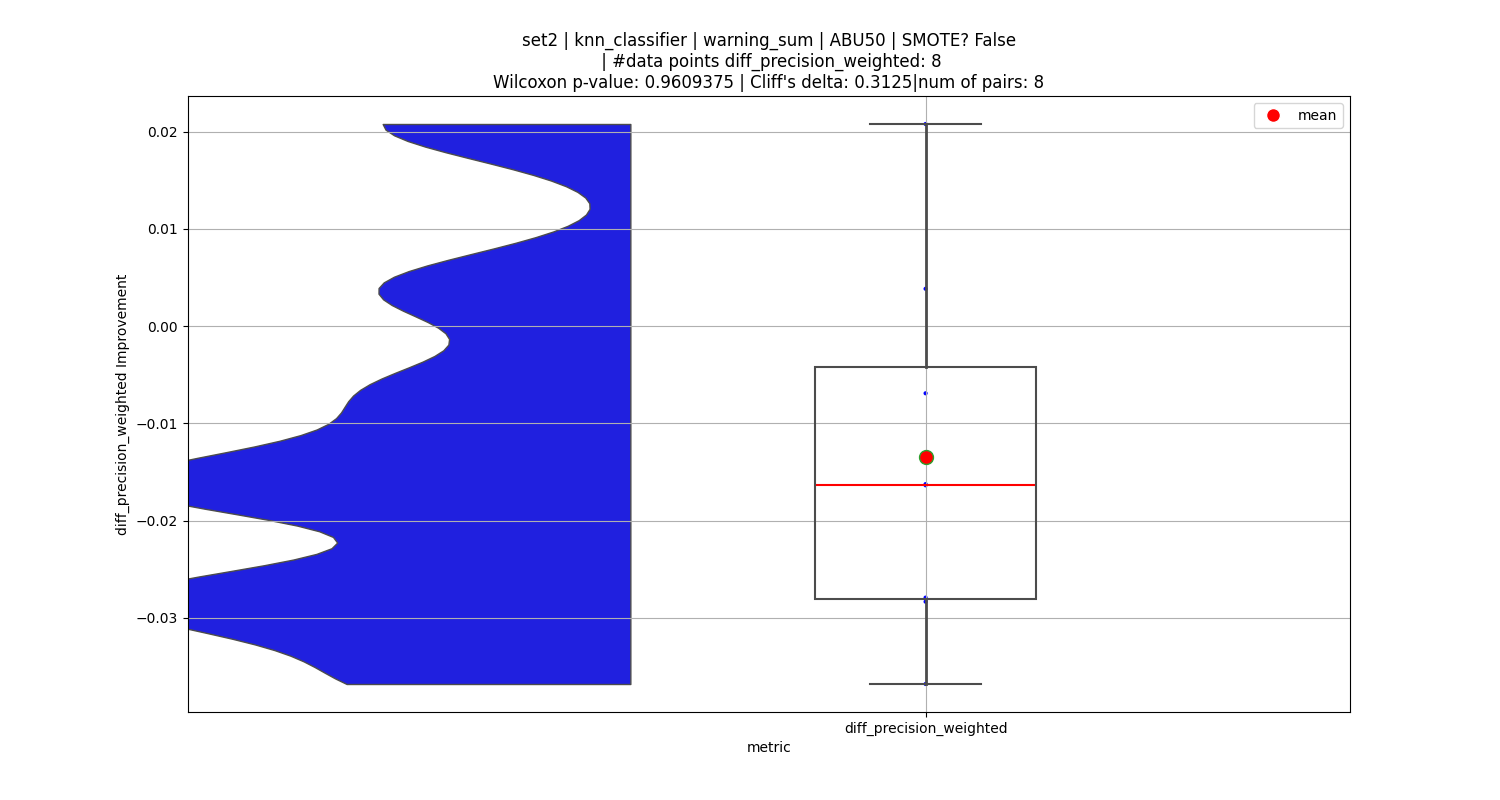 set2 | knn_classifier | warning_sum | ABU50 | SMOTE? False
| #data points diff_precision_weighted: 8
Wilcoxon p-value: 0.9609375 | Cliff's delta: 0.3125|num of pairs: 8
mean
diff_precision_weighted Improvement
0.02
0.01
0.00
−0.01
−0.02
−0.03
diff_precision_weighted
metric